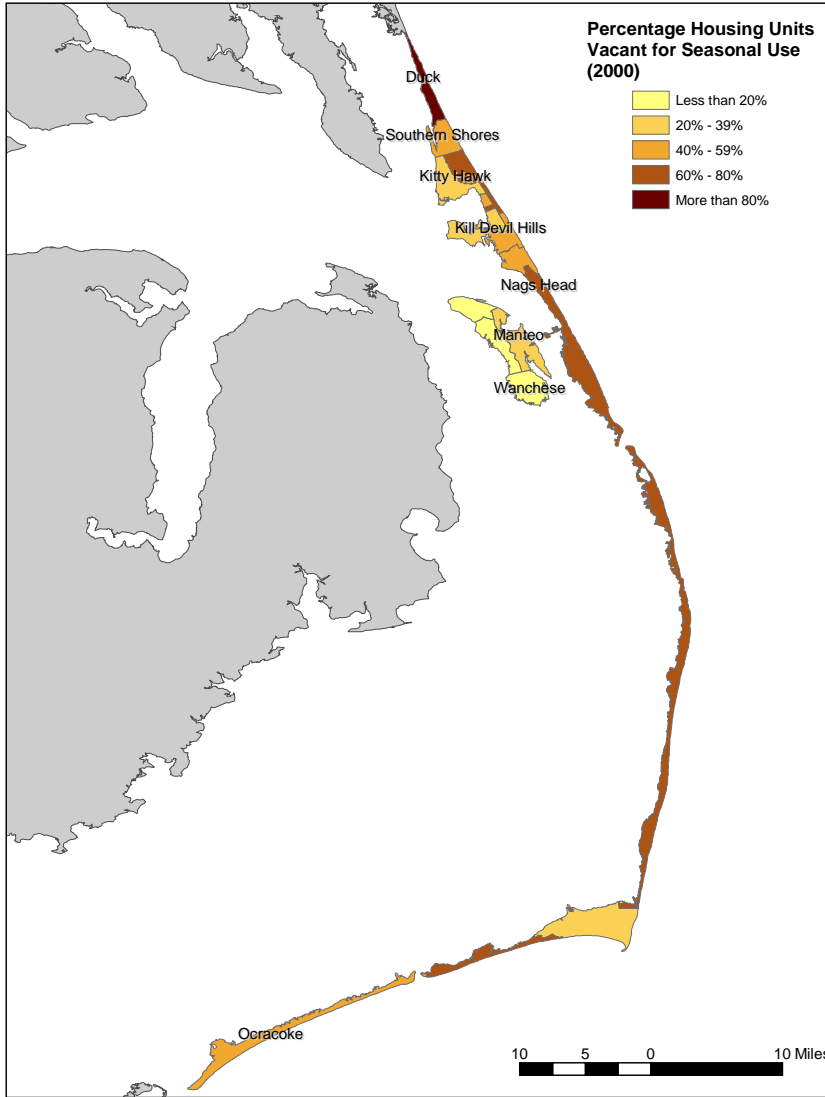 Percentage Housing Units
Vacant for Seasonal Use
(2000)
Less than 20%
20% - 39%
40% - 59%
60% - 80%
More than 80%
Duck
Southern Shores
Kitty Hawk
Kill Devil Hills
Nags Head
Manteo
Wanchese
Ocracoke
10 5 0 10 Miles